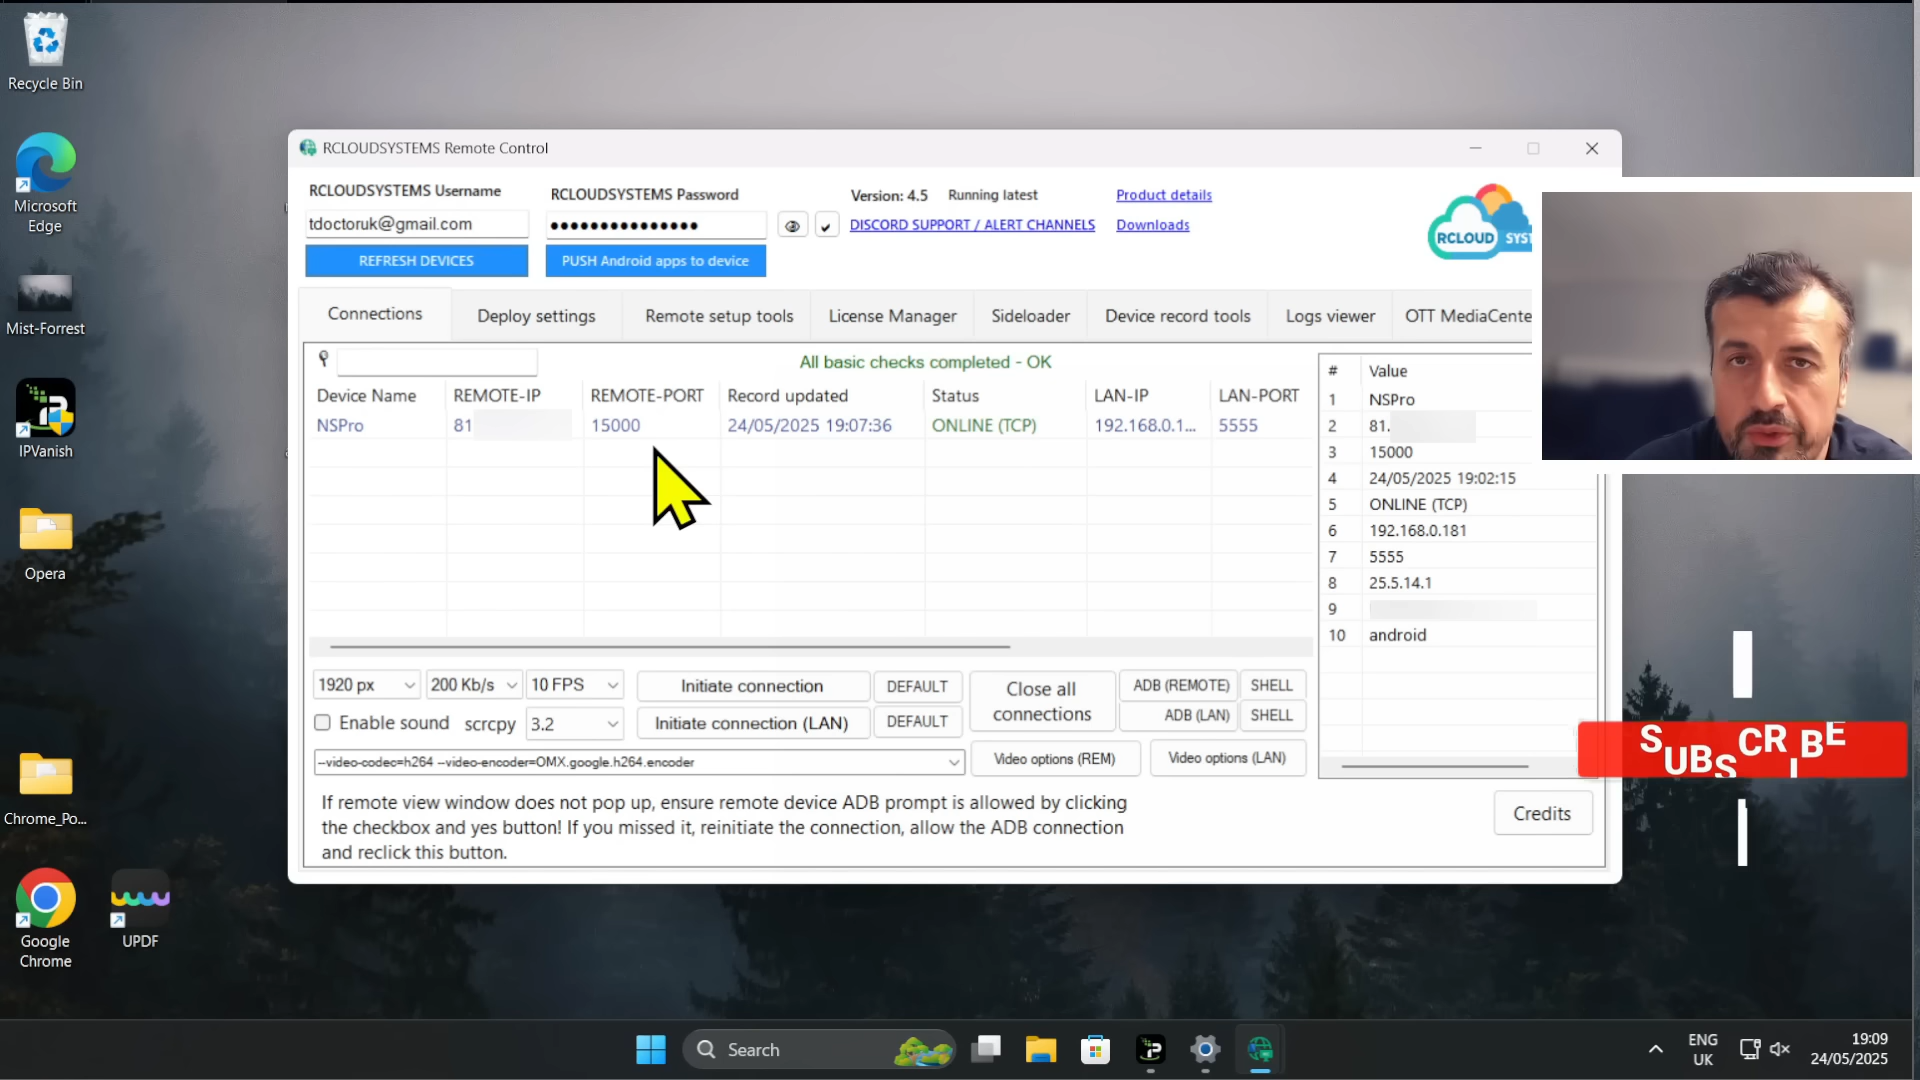 Recycle Bin
Microsoft
Edge
Mist-Forrest
IPVanish
Opera
Chrome_Po...
Google
Chrome
UPDF
RCLOUDSYSTEMS Remote Control
RCLOUDSYSTEMS Username
RCLOUDSYSTEMS Password
Version: 4.5 Running latest
Product details
tdoctoruk@gmail.com
DISCORD SUPPORT / ALERT CHANNELS
Downloads
RCLOUD SYST
REFRESH DEVICES
PUSH Android apps to device
Connections Deploy settings Remote setup tools License Manager Sideloader Device record tools Logs viewer OTT MediaCente
All basic checks completed - OK
Device Name REMOTE-IP REMOTE-PORT Record updated Status LAN-IP LAN-PORT
NSPro 81 15000 24/05/2025 19:07:36 ONLINE (TCP) 192.168.0.1... 5555
# Value
1 NSPro
2 81.
3 15000
4 24/05/2025 19:02:15
5 ONLINE (TCP)
6 192.168.0.181
7 5555
8 25.5.14.1
9
10 android
1920 px 200 Kb/s 10 FPS Initiate connection DEFAULT Close all
connections ADB (REMOTE) SHELL
Enable sound scrcpy 3.2 Initiate connection (LAN) DEFAULT ADB (LAN) SHELL
--video-codec=h264 --video-encoder=OMX.google.h264.encoder Video options (REM) Video options (LAN)
If remote view window does not pop up, ensure remote device ADB prompt is allowed by clicking
the checkbox and yes button! If you missed it, reinitiate the connection, allow the ADB connection
and reclick this button.
Credits
SUBSCRIBE
Search
ENG
UK
19:09
24/05/2025